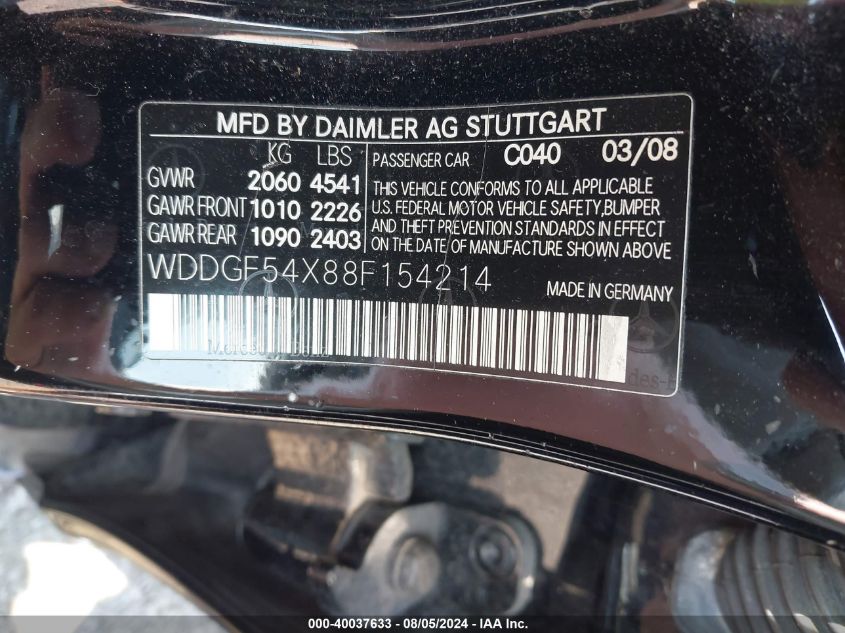 MFD BY DAIMLER AG STUTTGART
KG LBS
GVWR 2060 4541
GAWR FRONT 1010 2226
GAWR REAR 1090 2403
PASSENGER CAR C040 03/08
THIS VEHICLE CONFORMS TO ALL APPLICABLE
U.S. FEDERAL MOTOR VEHICLE SAFETY,BUMPER
AND THEFT PREVENTION STANDARDS IN EFFECT
ON THE DATE OF MANUFACTURE SHOWN ABOVE
WDDGF54X88F154214
MADE IN GERMANY
000-40037633 - 08/05/2024 - IAA Inc.